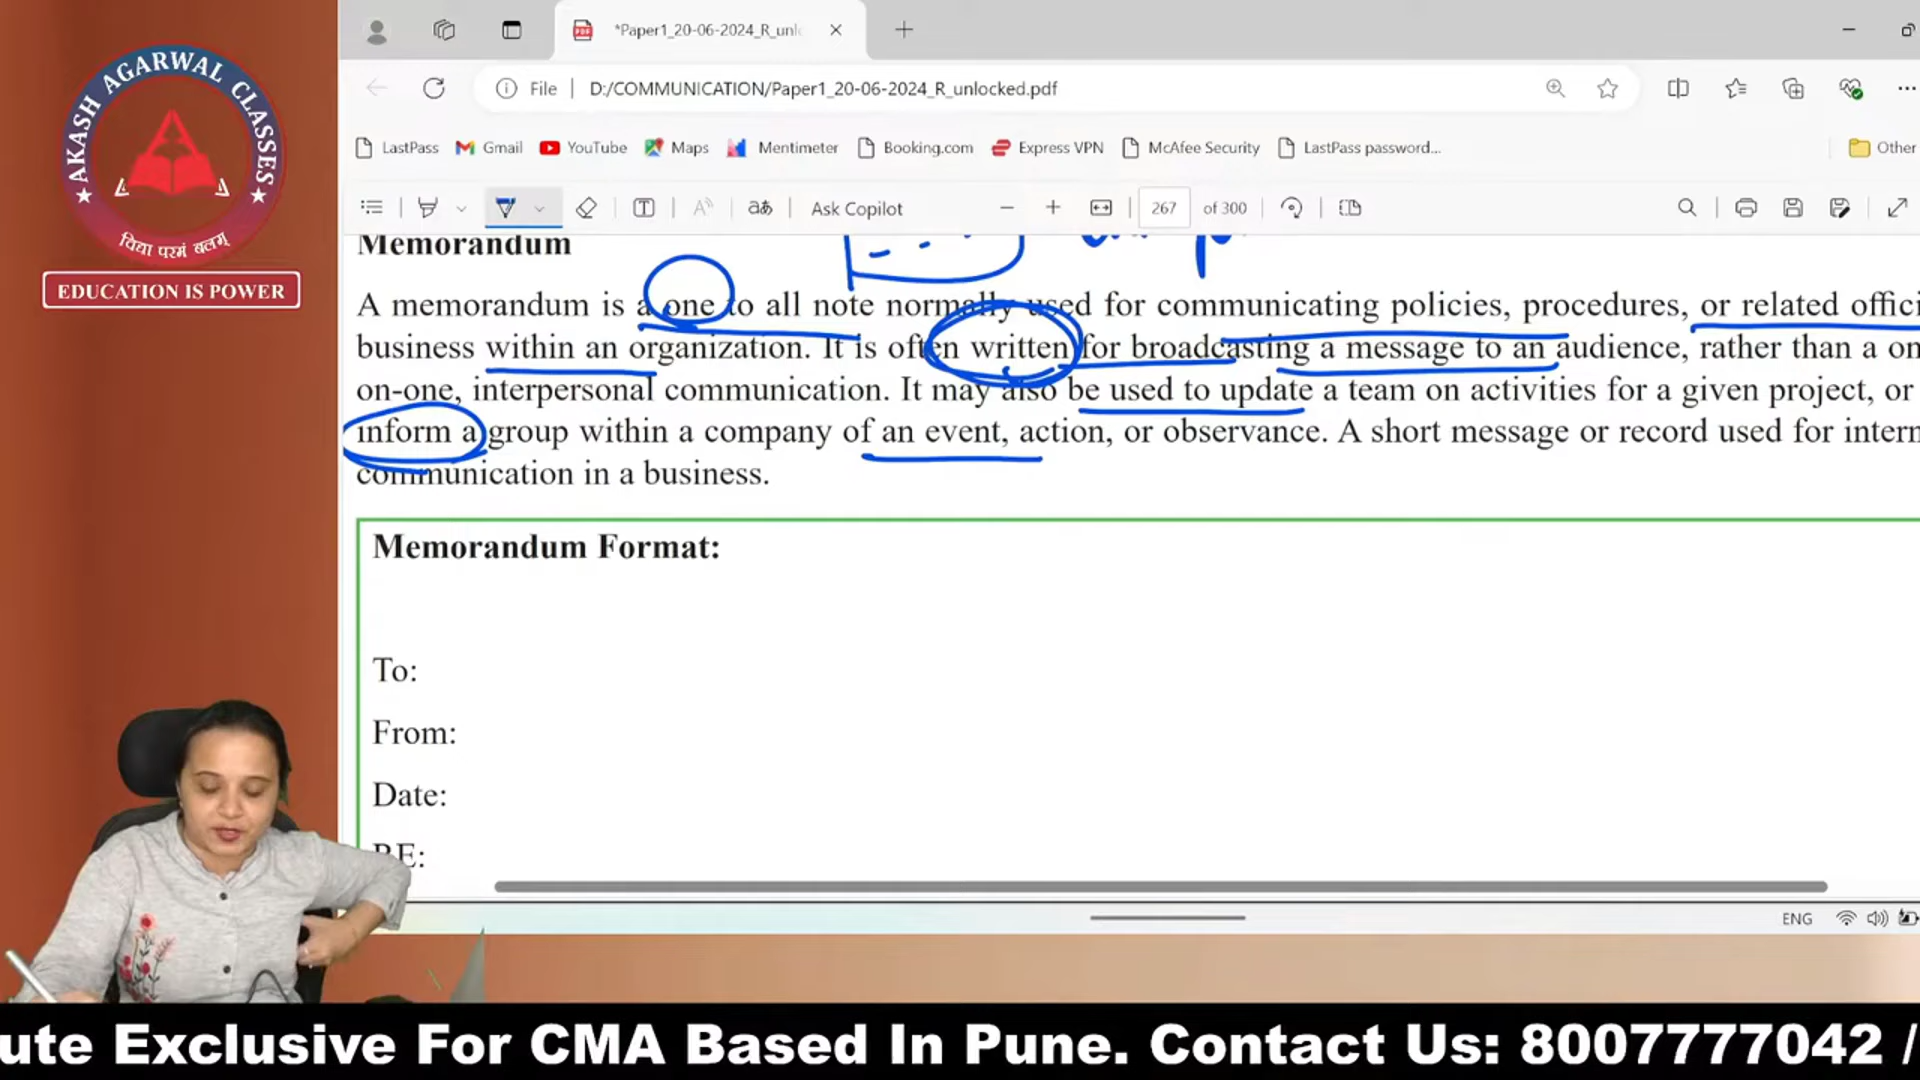 AKASH AGARWAL CLASSES
विद्या परमं बलम्
EDUCATION IS POWER
*Paper1_20-06-2024_R_unlo
File
D:/COMMUNICATION/Paper1_20-06-2024_R_unlocked.pdf
LastPass
Gmail
YouTube
Maps
Mentimeter
Booking.com
Express VPN
McAfee Security
LastPass password...
Other
Ask Copilot
267 of 300
Memorandum
A memorandum is a one to all note normally used for communicating policies, procedures, or related offici
business within an organization. It is often written for broadcasting a message to an audience, rather than a on
on-one, interpersonal communication. It may also be used to update a team on activities for a given project, or
inform a group within a company of an event, action, or observance. A short message or record used for intern
communication in a business.
Memorandum Format:
To:
From:
Date:
RE:
ENG
ute Exclusive For CMA Based In Pune. Contact Us: 8007777042 /